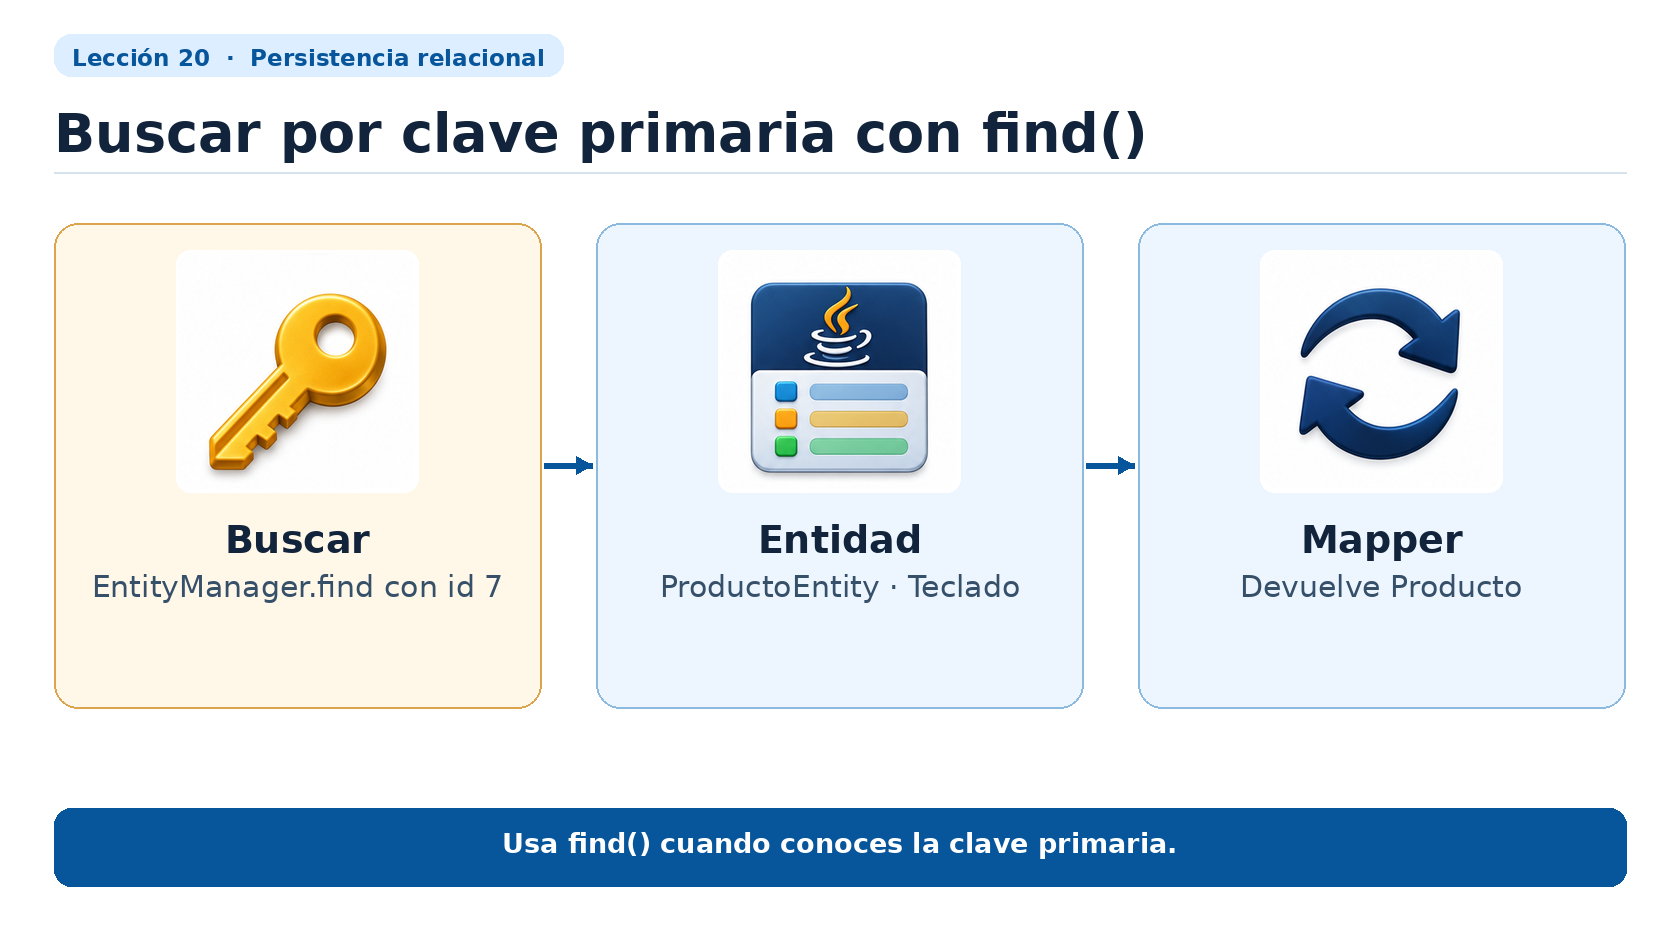 Lección 20 · Persistencia relacional
Buscar por clave primaria con find()
Buscar
EntityManager.find con id 7
Entidad
ProductoEntity · Teclado
Mapper
Devuelve Producto
Usa find() cuando conoces la clave primaria.